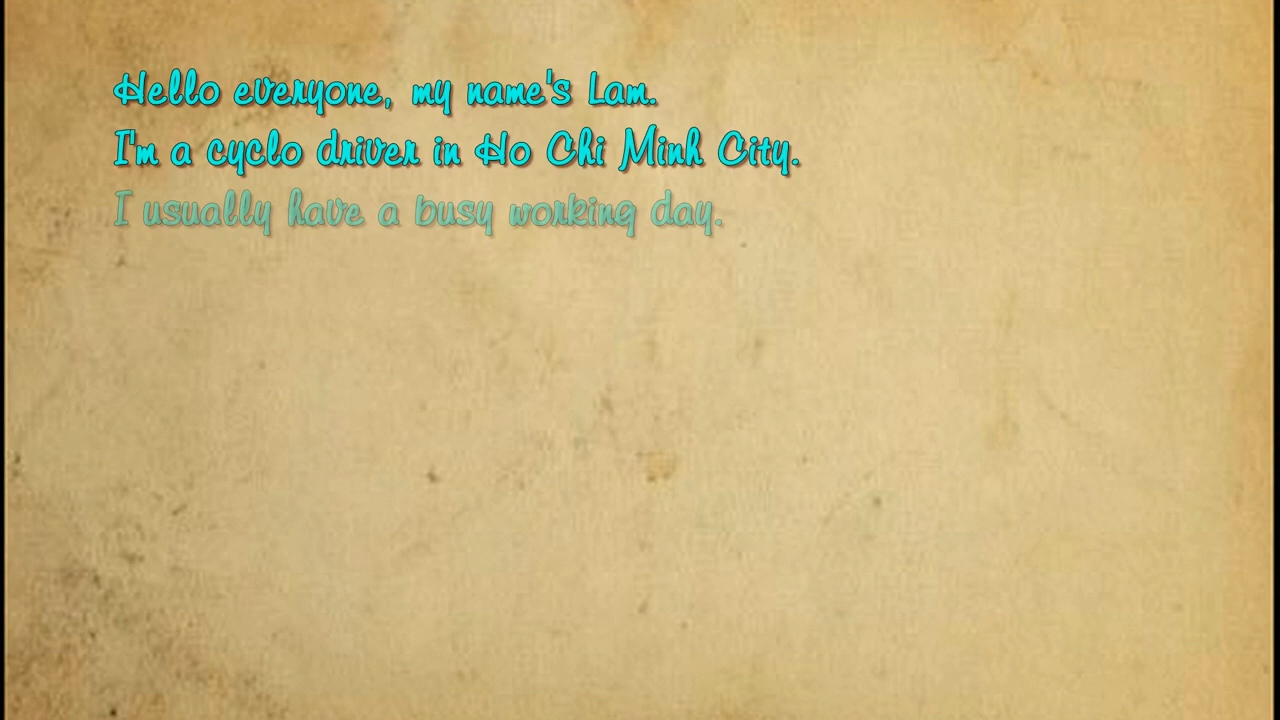 Hello everyone, my name's Lam.
I'm a cyclo driver in Ho Chi Minh City.
I usually have a busy working day.